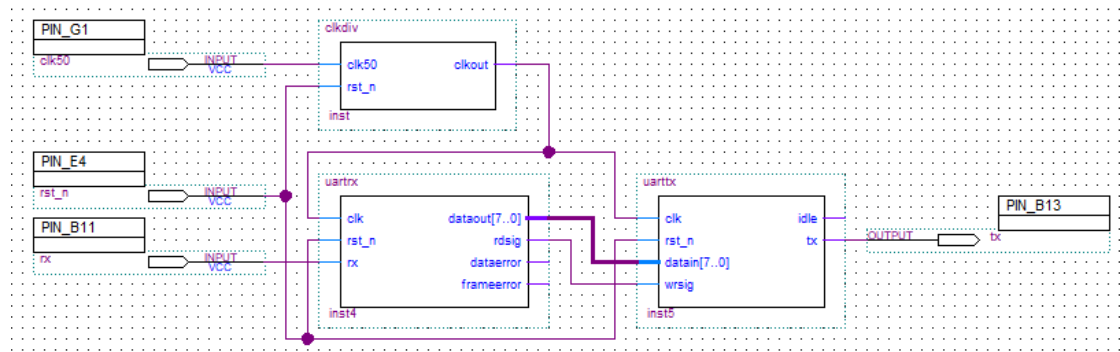 PIN_G1
clk50
INPUT
VCC
clkdiv
clk50
clkout
rst_n
inst
PIN_E4
rst_n
INPUT
VCC
PIN_B11
rx
INPUT
VCC
uartrx
clk
dataout[7..0]
rst_n
rdsig
rx
dataerror
frameerror
inst4
uarttx
clk
idle
rst_n
tx
datain[7..0]
wrsig
inst5
PIN_B13
OUTPUT
tx